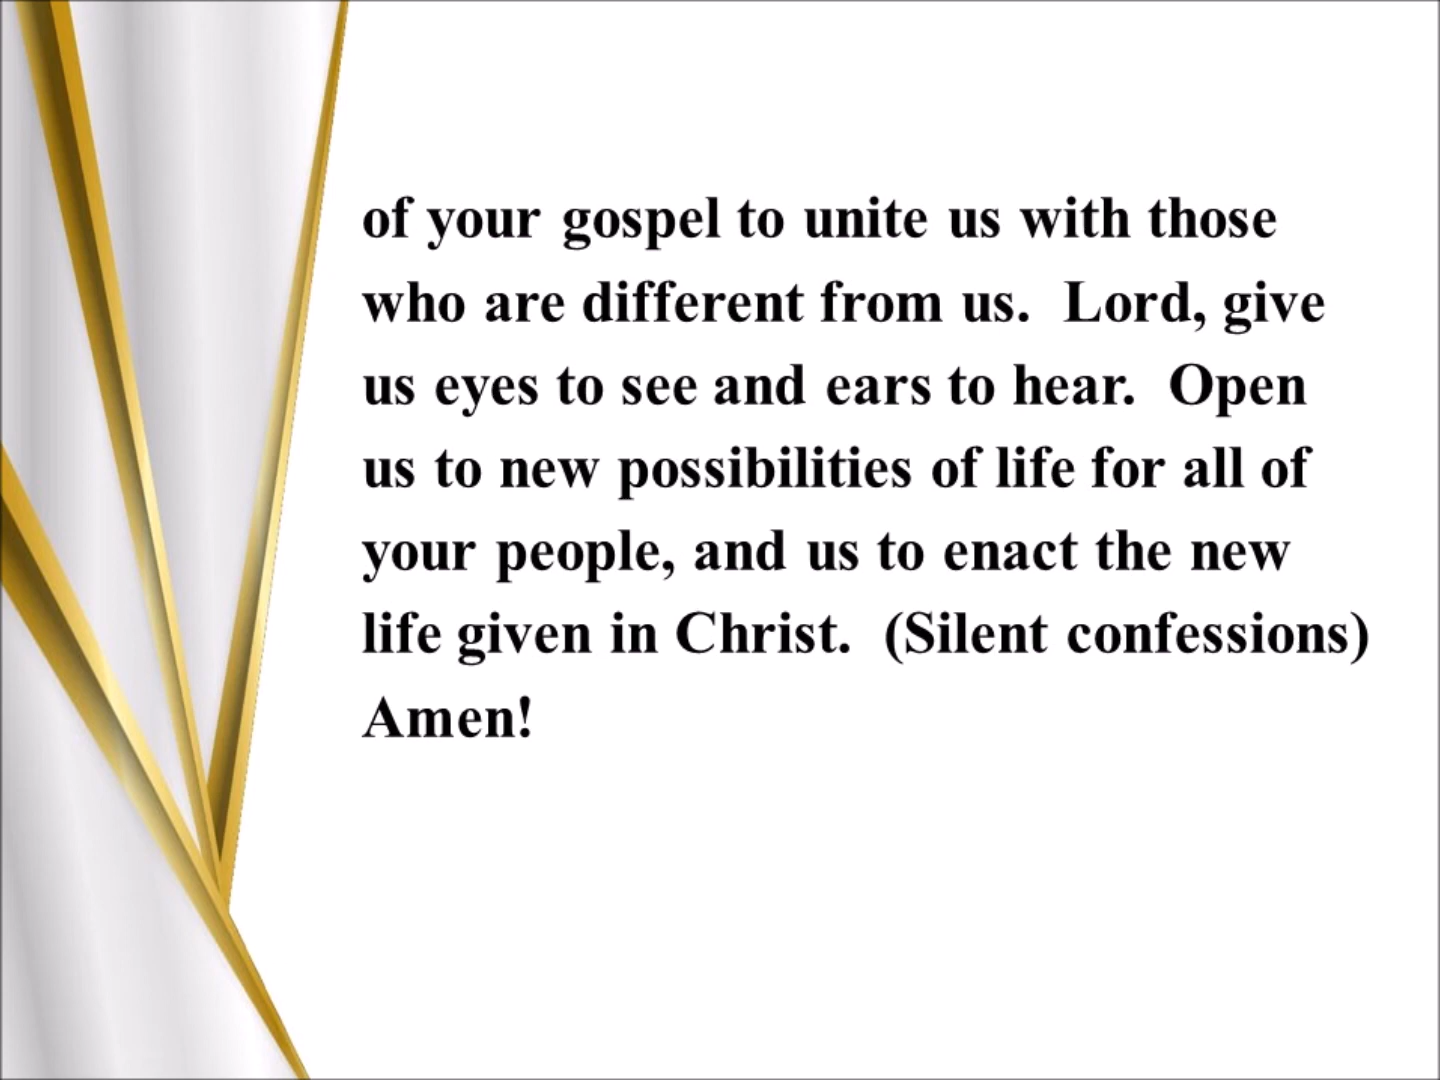 of your gospel to unite us with those
who are different from us.  Lord, give
us eyes to see and ears to hear.  Open
us to new possibilities of life for all of
your people, and us to enact the new
life given in Christ.  (Silent confessions)
Amen!